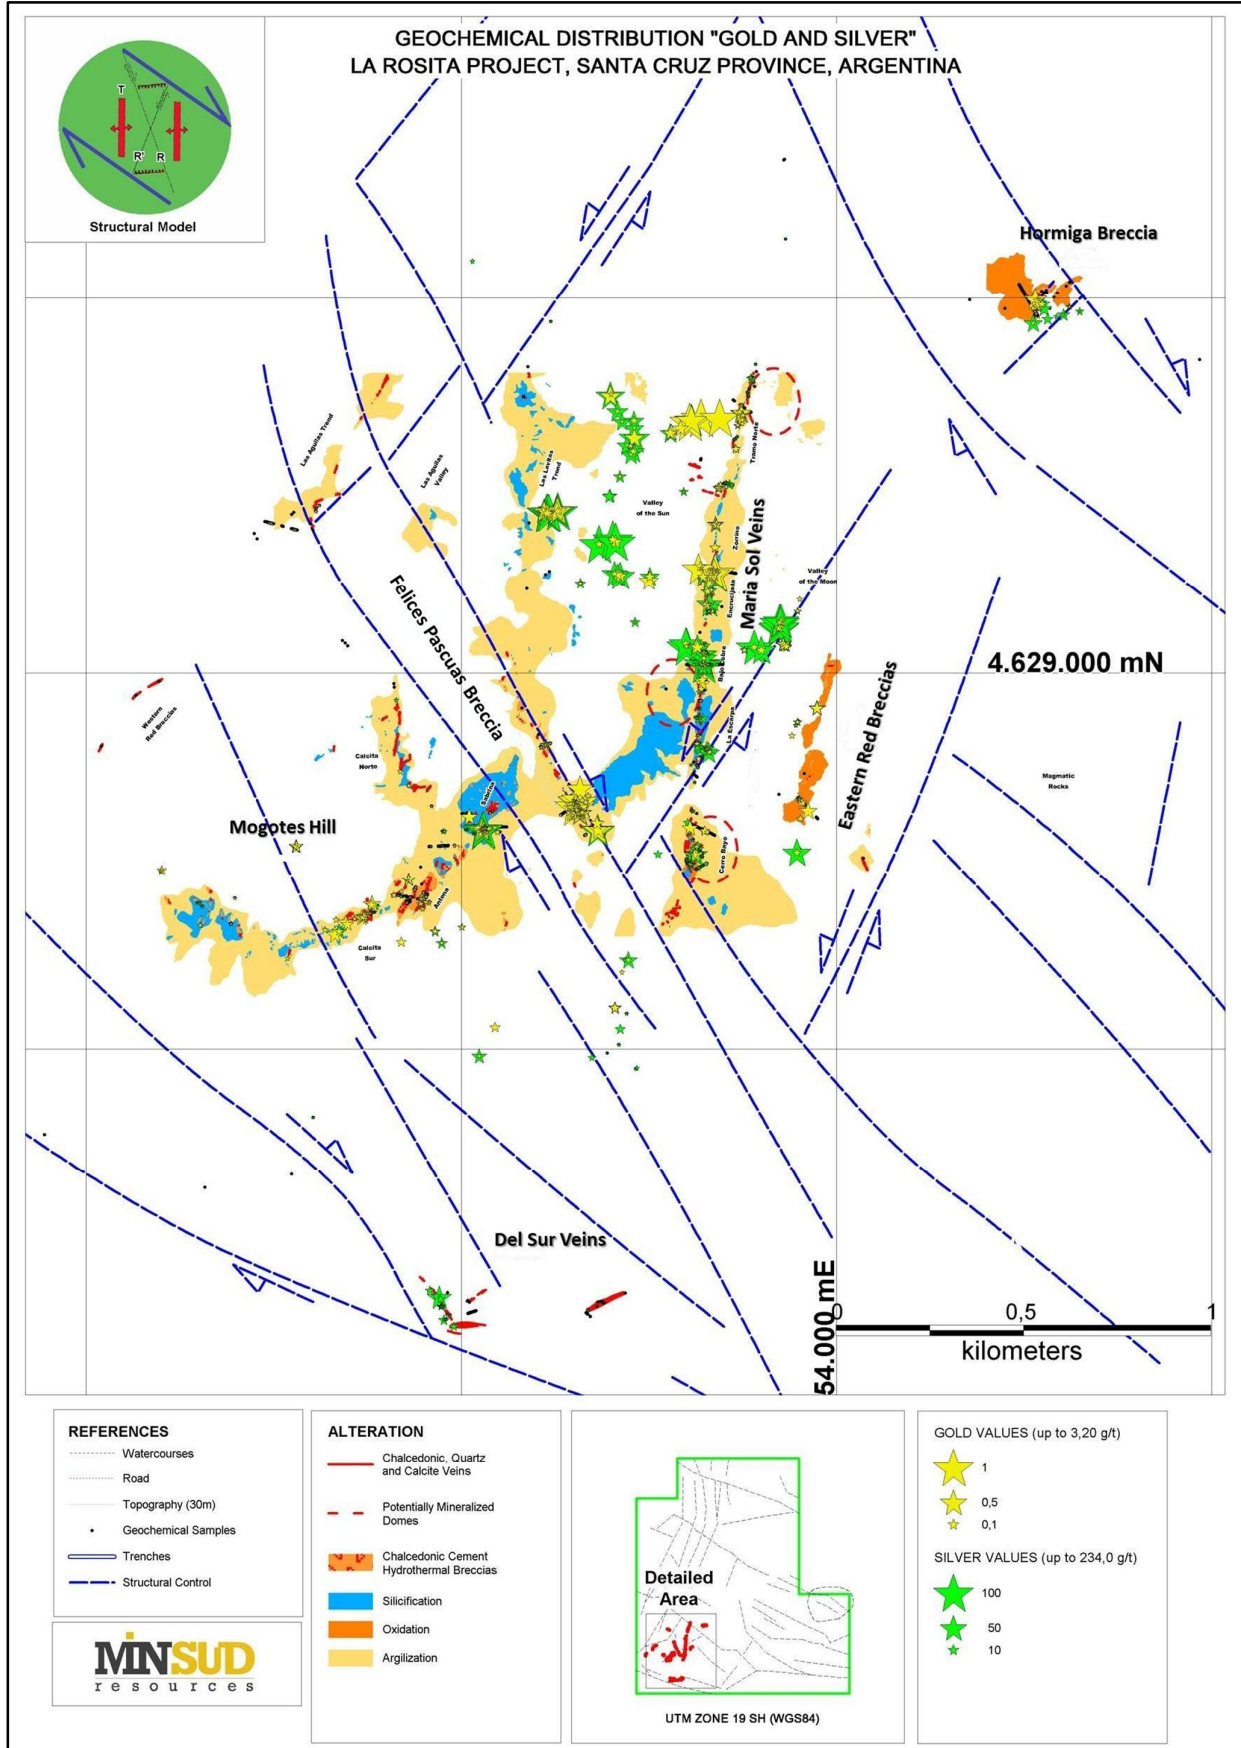 GEOCHEMICAL DISTRIBUTION "GOLD AND SILVER"
LA ROSITA PROJECT, SANTA CRUZ PROVINCE, ARGENTINA
T
R'
R
Structural Model
Hormiga Breccia
Las Aguilas Trend
Las Aguilas
Valley
Las Lavitas
Trend
Valley
of the Sun
Tramo Norte
Zorrino
Encrucijada
Maria Sol Veins
Valley
of the Moon
Felices Pascuas Breccia
Bajo Cobre
La Escarpa
4.629.000 mN
Western
Red Breccias
Calcita
Norte
Sabrina
Eastern Red Breccias
Magmatic
Rocks
Mogotes Hill
Cerro Bayo
Antena
Calcita
Sur
Del Sur Veins
54.000 mE
0
0,5
1
kilometers
REFERENCES
Watercourses
Road
Topography (30m)
Geochemical Samples
Trenches
Structural Control
MINSUD
resources
ALTERATION
Chalcedonic, Quartz
and Calcite Veins
Potentially Mineralized
Domes
Chalcedonic Cement
Hydrothermal Breccias
Silicification
Oxidation
Argilization
Detailed
Area
UTM ZONE 19 SH (WGS84)
GOLD VALUES (up to 3,20 g/t)
1
0,5
0,1
SILVER VALUES (up to 234,0 g/t)
100
50
10